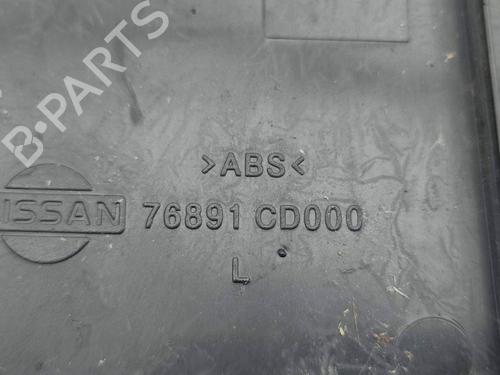 B-PARTS
>ABS<
NISSAN 76891 CD000
L